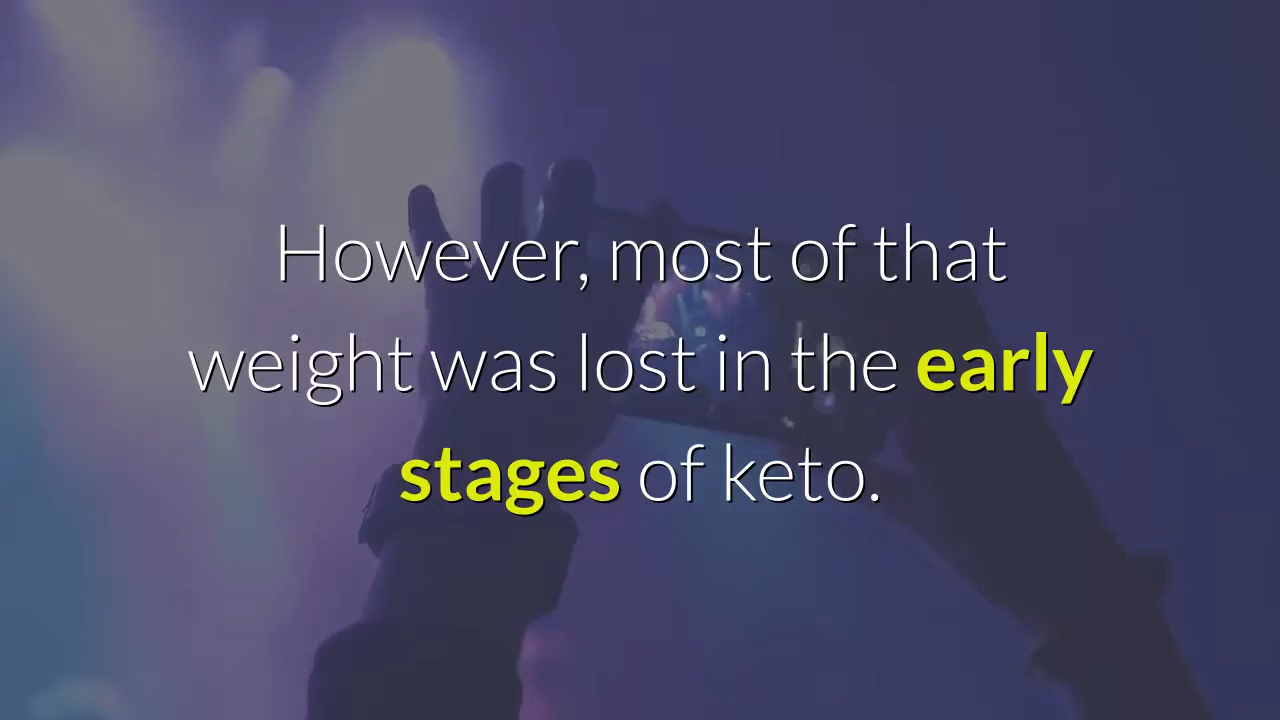 However, most of that
weight was lost in the early
stages of keto.